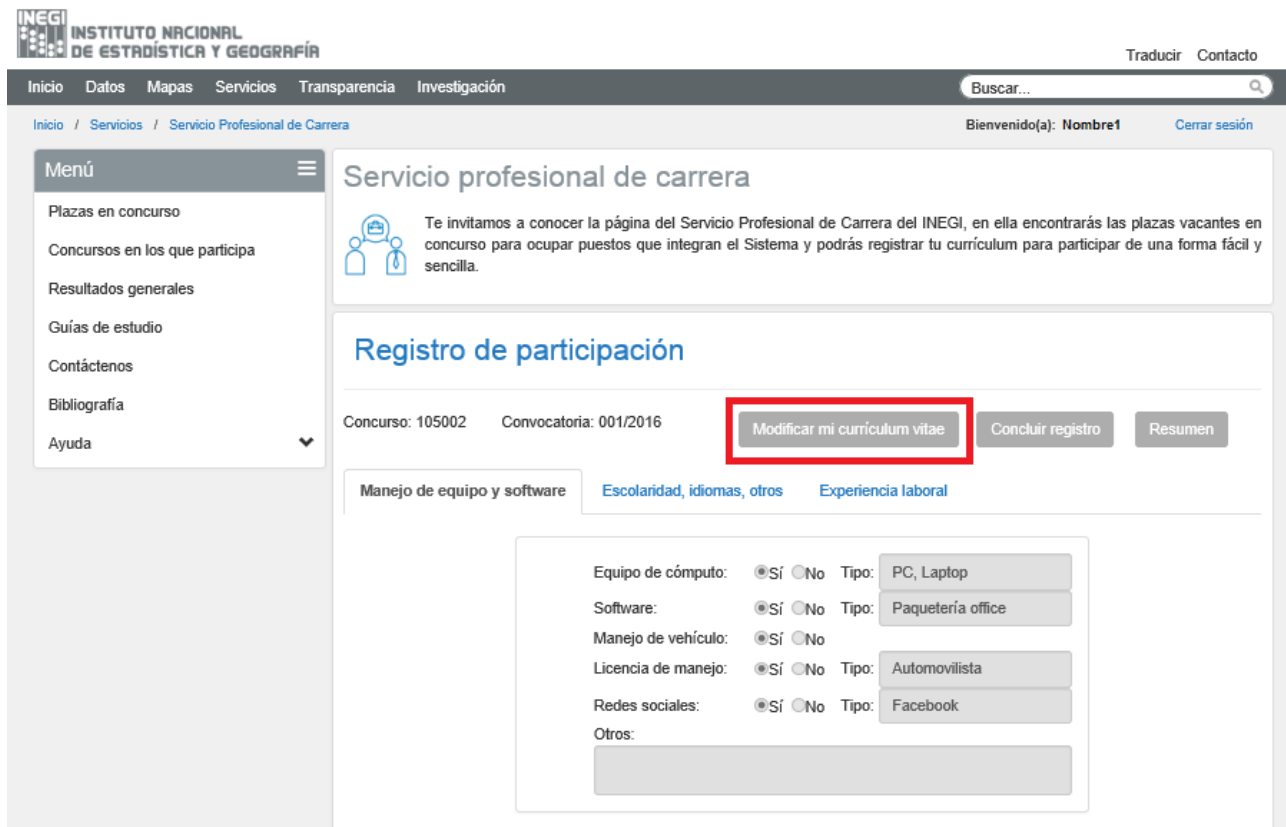 INEGI
INSTITUTO NACIONAL
DE ESTADÍSTICA Y GEOGRAFÍA
Traducir Contacto
Inicio Datos Mapas Servicios Transparencia Investigación Buscar...
Inicio / Servicios / Servicio Profesional de Carrera Bienvenido(a): Nombre1 Cerrar sesión
Menú
Plazas en concurso
Concursos en los que participa
Resultados generales
Guías de estudio
Contáctenos
Bibliografía
Ayuda
Servicio profesional de carrera
Te invitamos a conocer la página del Servicio Profesional de Carrera del INEGI, en ella encontrarás las plazas vacantes en
concurso para ocupar puestos que integran el Sistema y podrás registrar tu currículum para participar de una forma fácil y
sencilla.
Registro de participación
Concurso: 105002 Convocatoria: 001/2016 Modificar mi currículum vitae Concluir registro Resumen
Manejo de equipo y software Escolaridad, idiomas, otros Experiencia laboral
Equipo de cómputo: Sí No Tipo: PC, Laptop
Software: Sí No Tipo: Paquetería office
Manejo de vehículo: Sí No
Licencia de manejo: Sí No Tipo: Automovilista
Redes sociales: Sí No Tipo: Facebook
Otros: